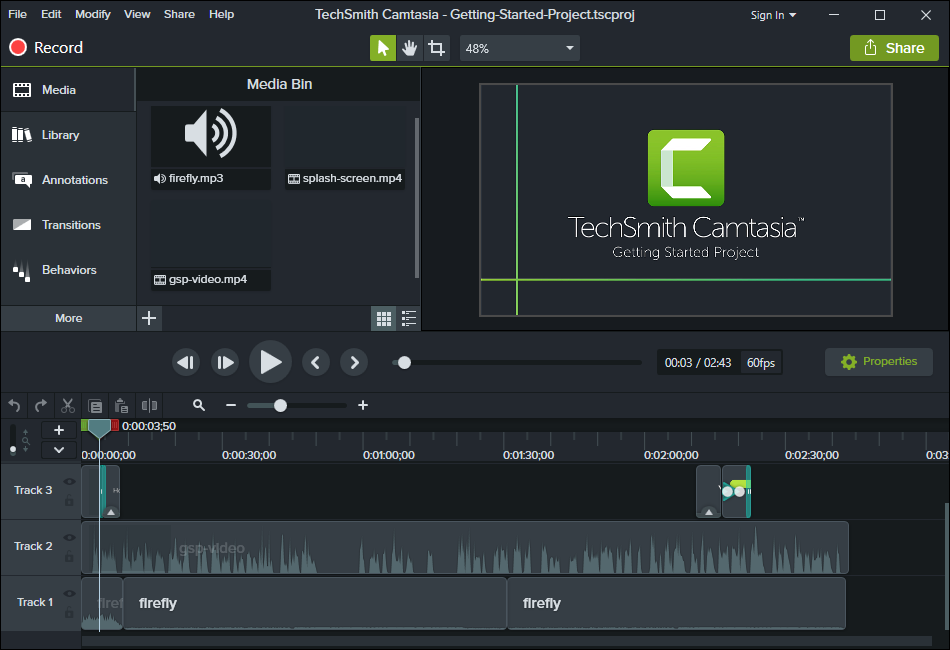 File Edit Modify View Share Help TechSmith Camtasia - Getting-Started-Project.tscproj Sign In
Record 48% Share
Media
Media Bin
Library
firefly.mp3 splash-screen.mp4
Annotations
Transitions
Behaviors
gsp-video.mp4
More
TechSmith Camtasia™
Getting Started Project
00:03 / 02:43 60fps Properties
0:00:03;50
0:00:00;00 0:00:30;00 0:01:00;00 0:01:30;00 0:02:00;00 0:02:30;00 0:03
Track 3
Track 2 gsp-video
Track 1 firef firefly firefly